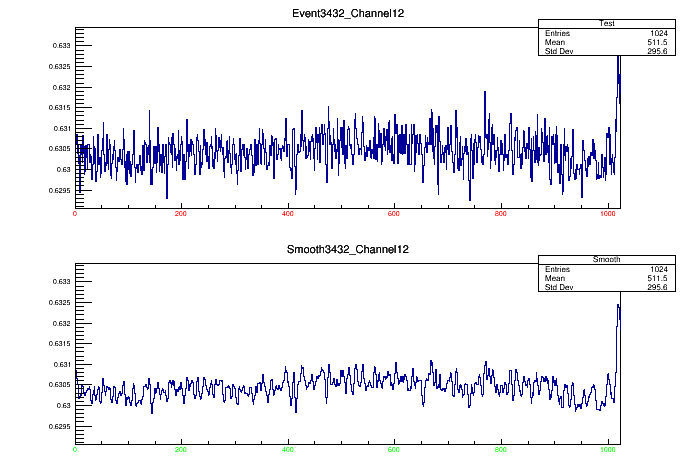 Event3432_Channel12
Test
Entries 1024
Mean 511.5
Std Dev 295.6
0.633
0.6325
0.632
0.6315
0.631
0.6305
0.63
0.6295
0 200 400 600 800 1000
Smooth3432_Channel12
Smooth
Entries 1024
Mean 511.5
Std Dev 295.6
0.633
0.6325
0.632
0.6315
0.631
0.6305
0.63
0.6295
0 200 400 600 800 1000